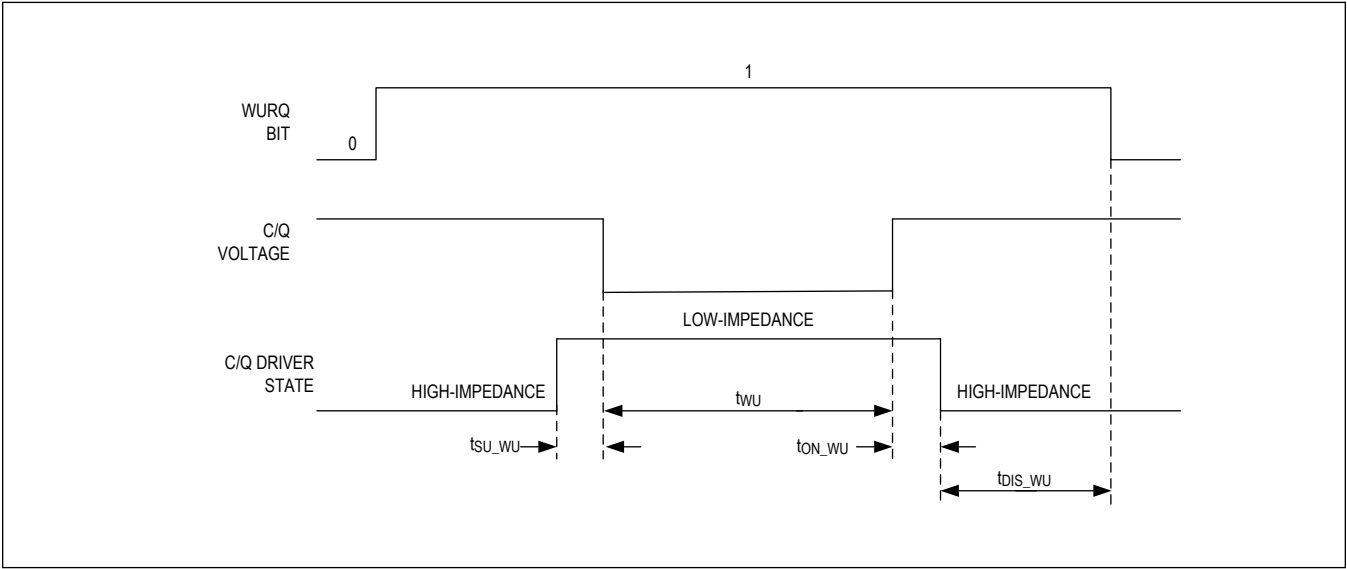 1
WURQ
BIT
0
C/Q
VOLTAGE
LOW-IMPEDANCE
C/Q DRIVER
STATE
HIGH-IMPEDANCE
tWU
HIGH-IMPEDANCE
tSU_WU
tON_WU
tDIS_WU